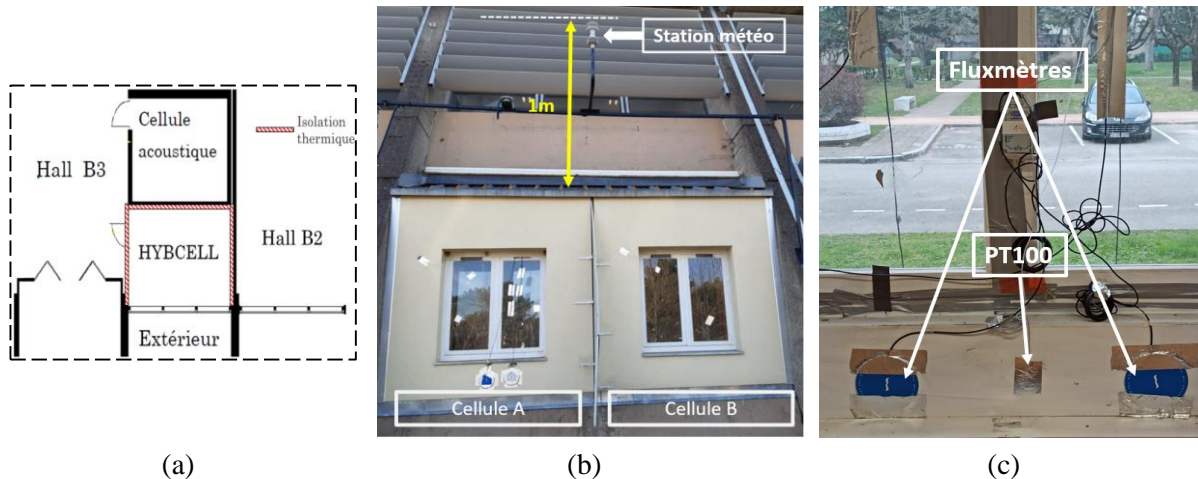 Cellule
acoustique
Isolation
thermique
Hall B3
HYBCELL
Hall B2
Extérieur
Station météo
1m
Cellule A
Cellule B
Fluxmètres
PT100
(a)
(b)
(c)